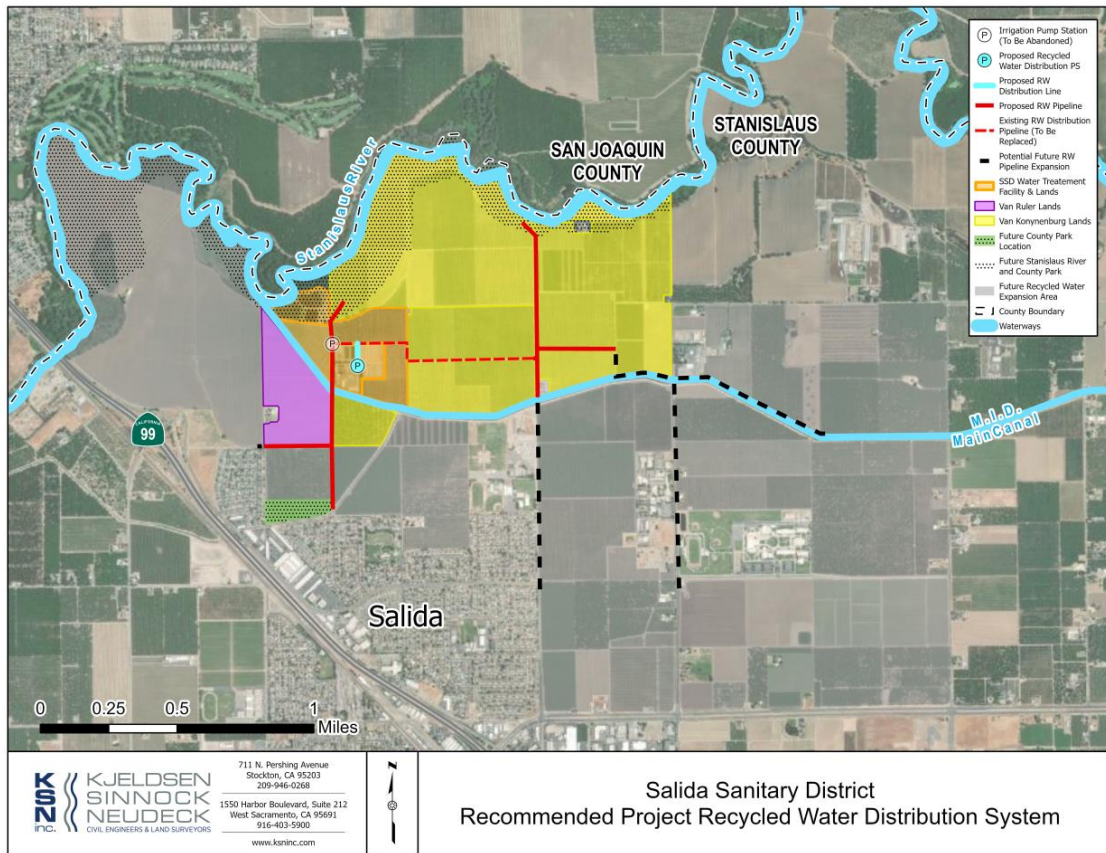 Irrigation Pump Station
(To Be Abandoned)
Proposed Recycled
Water Distribution PS
Proposed RW
Distribution Line
Proposed RW Pipeline
Existing RW Distribution
Pipeline (To Be
Replaced)
Potential Future RW
Pipeline Expansion
SSD Water Treatement
Facility & Lands
Van Ruler Lands
Van Konynenburg Lands
Future County Park
Location
Future Stanislaus River
and County Park
Future Recycled Water
Expansion Area
County Boundary
Waterways
P
P
STANISLAUS
COUNTY
SAN JOAQUIN
COUNTY
Stanislaus River
P
P
CALIFORNIA
99
M.I.D.
Main Canal
Salida
0 0.25 0.5 1
Miles
KSN
inc.
KJELDSEN
SINNOCK
NEUDECK
CIVIL ENGINEERS & LAND SURVEYORS
711 N. Pershing Avenue
Stockton, CA 95203
209-946-0268
1550 Harbor Boulevard, Suite 212
West Sacramento, CA 95691
916-403-5900
www.ksninc.com
N
Salida Sanitary District
Recommended Project Recycled Water Distribution System